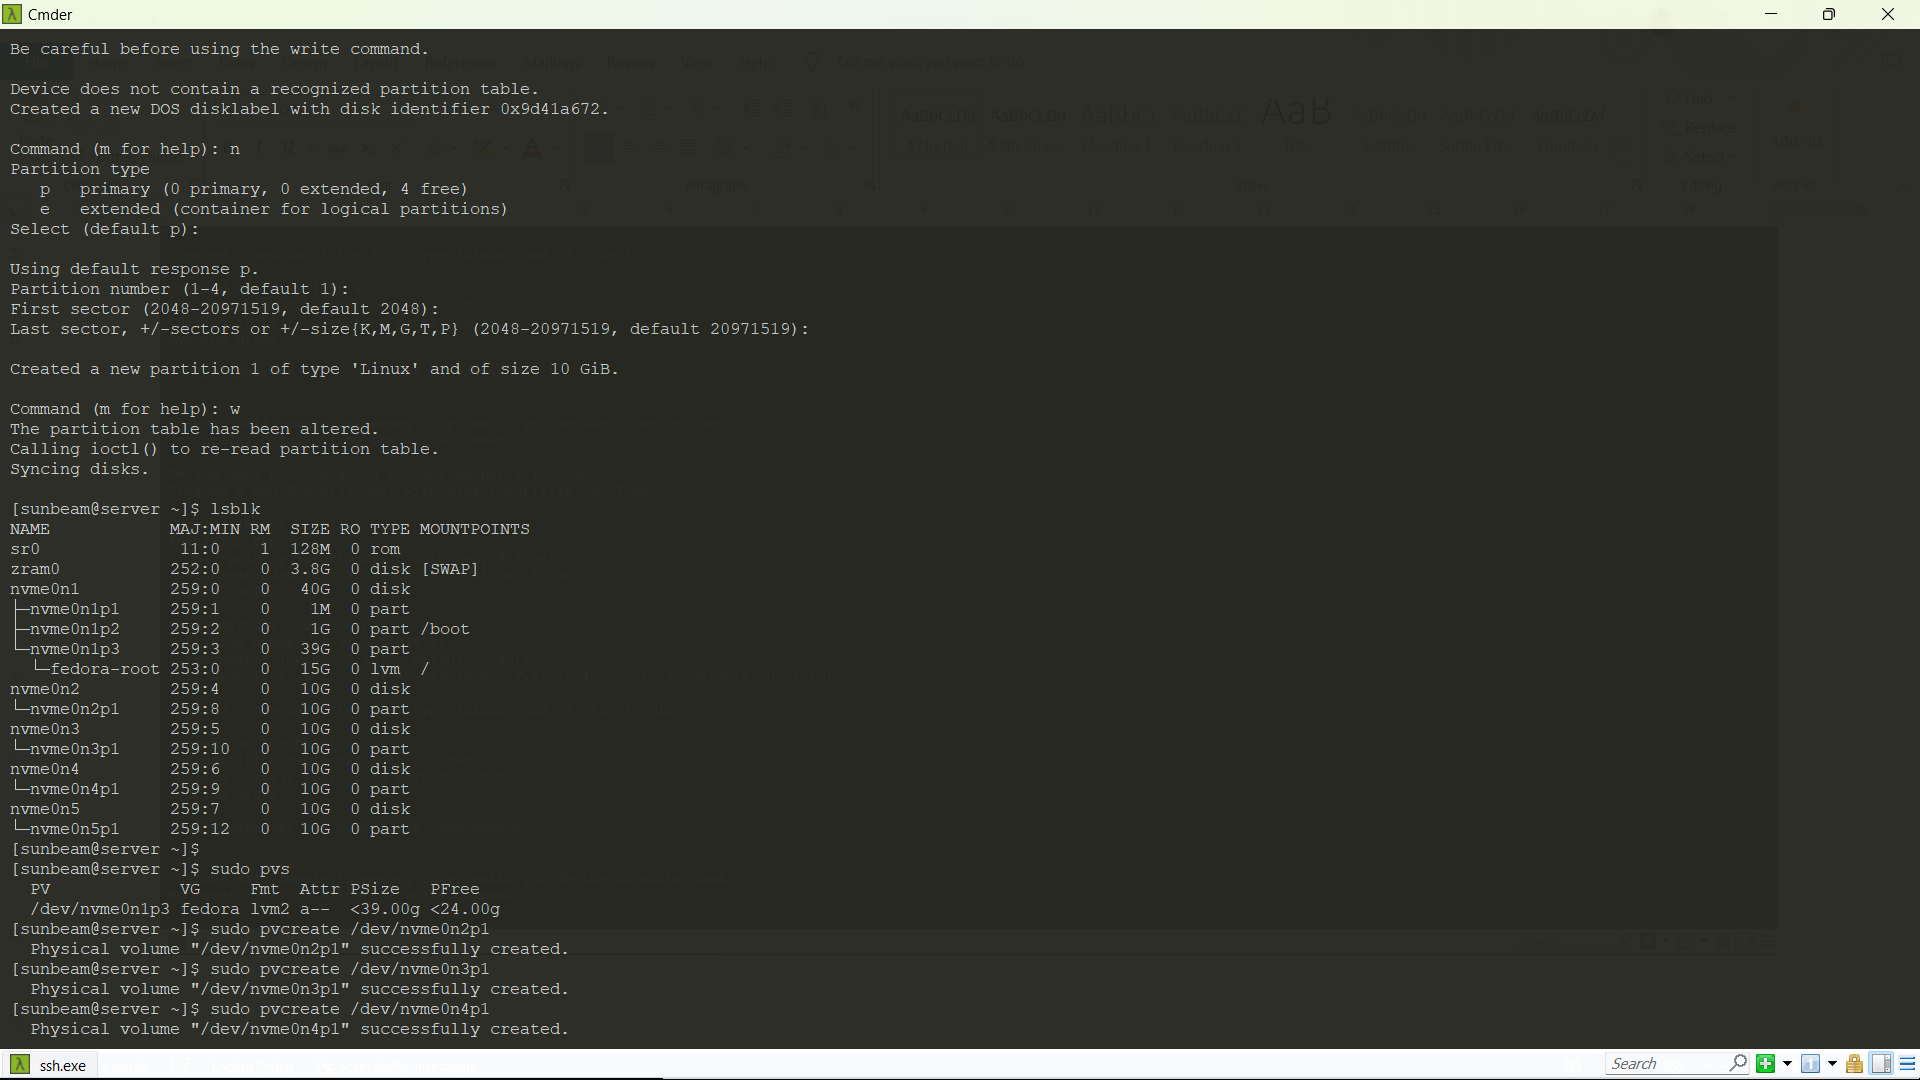 Cmder
Be careful before using the write command.
Device does not contain a recognized partition table.
Created a new DOS disklabel with disk identifier 0x9d41a672.
Command (m for help): n
Partition type
   p   primary (0 primary, 0 extended, 4 free)
   e   extended (container for logical partitions)
Select (default p):
Using default response p.
Partition number (1-4, default 1):
First sector (2048-20971519, default 2048):
Last sector, +/-sectors or +/-size{K,M,G,T,P} (2048-20971519, default 20971519):
Created a new partition 1 of type 'Linux' and of size 10 GiB.
Command (m for help): w
The partition table has been altered.
Calling ioctl() to re-read partition table.
Syncing disks.
[sunbeam@server ~]$ lsblk
NAME            MAJ:MIN RM  SIZE RO TYPE MOUNTPOINTS
sr0              11:0    1  128M  0 rom
zram0           252:0    0  3.8G  0 disk [SWAP]
nvme0n1         259:0    0   40G  0 disk
├─nvme0n1p1     259:1    0    1M  0 part
├─nvme0n1p2     259:2    0    1G  0 part /boot
└─nvme0n1p3     259:3    0   39G  0 part
  └─fedora-root 253:0    0   15G  0 lvm  /
nvme0n2         259:4    0   10G  0 disk
└─nvme0n2p1     259:8    0   10G  0 part
nvme0n3         259:5    0   10G  0 disk
└─nvme0n3p1     259:10   0   10G  0 part
nvme0n4         259:6    0   10G  0 disk
└─nvme0n4p1     259:9    0   10G  0 part
nvme0n5         259:7    0   10G  0 disk
└─nvme0n5p1     259:12   0   10G  0 part
[sunbeam@server ~]$
[sunbeam@server ~]$ sudo pvs
  PV             VG     Fmt  Attr PSize   PFree
  /dev/nvme0n1p3 fedora lvm2 a--  <39.00g <24.00g
[sunbeam@server ~]$ sudo pvcreate /dev/nvme0n2p1
  Physical volume "/dev/nvme0n2p1" successfully created.
[sunbeam@server ~]$ sudo pvcreate /dev/nvme0n3p1
  Physical volume "/dev/nvme0n3p1" successfully created.
[sunbeam@server ~]$ sudo pvcreate /dev/nvme0n4p1
  Physical volume "/dev/nvme0n4p1" successfully created.
ssh.exe
Search